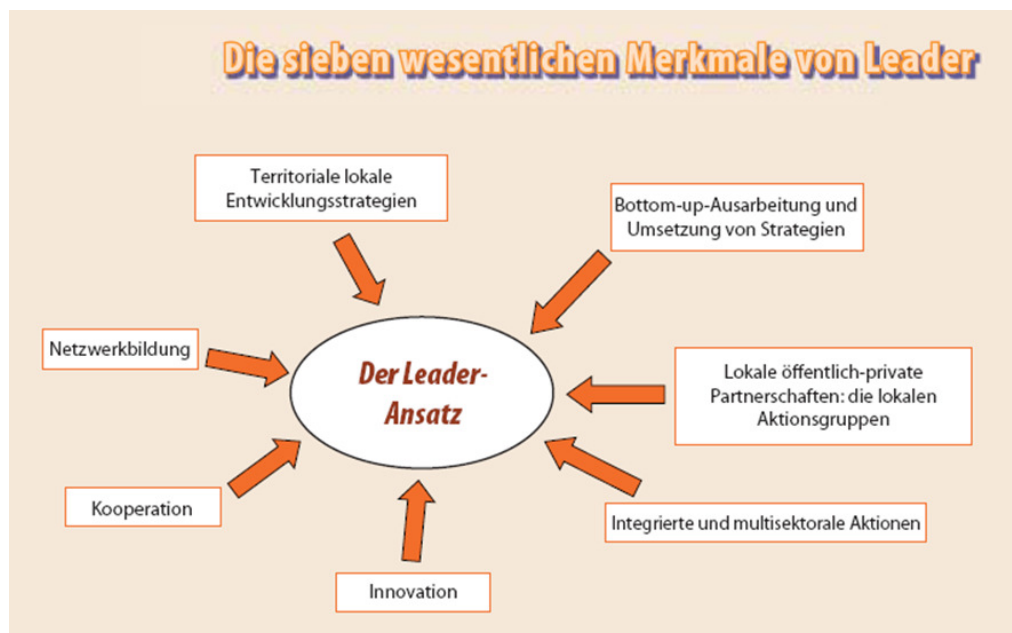 Die sieben wesentlichen Merkmale von Leader
Territoriale lokale
Entwicklungsstrategien
Bottom-up-Ausarbeitung und
Umsetzung von Strategien
Netzwerkbildung
Der Leader-
Ansatz
Lokale öffentlich-private
Partnerschaften: die lokalen
Aktionsgruppen
Kooperation
Integrierte und multisektorale Aktionen
Innovation